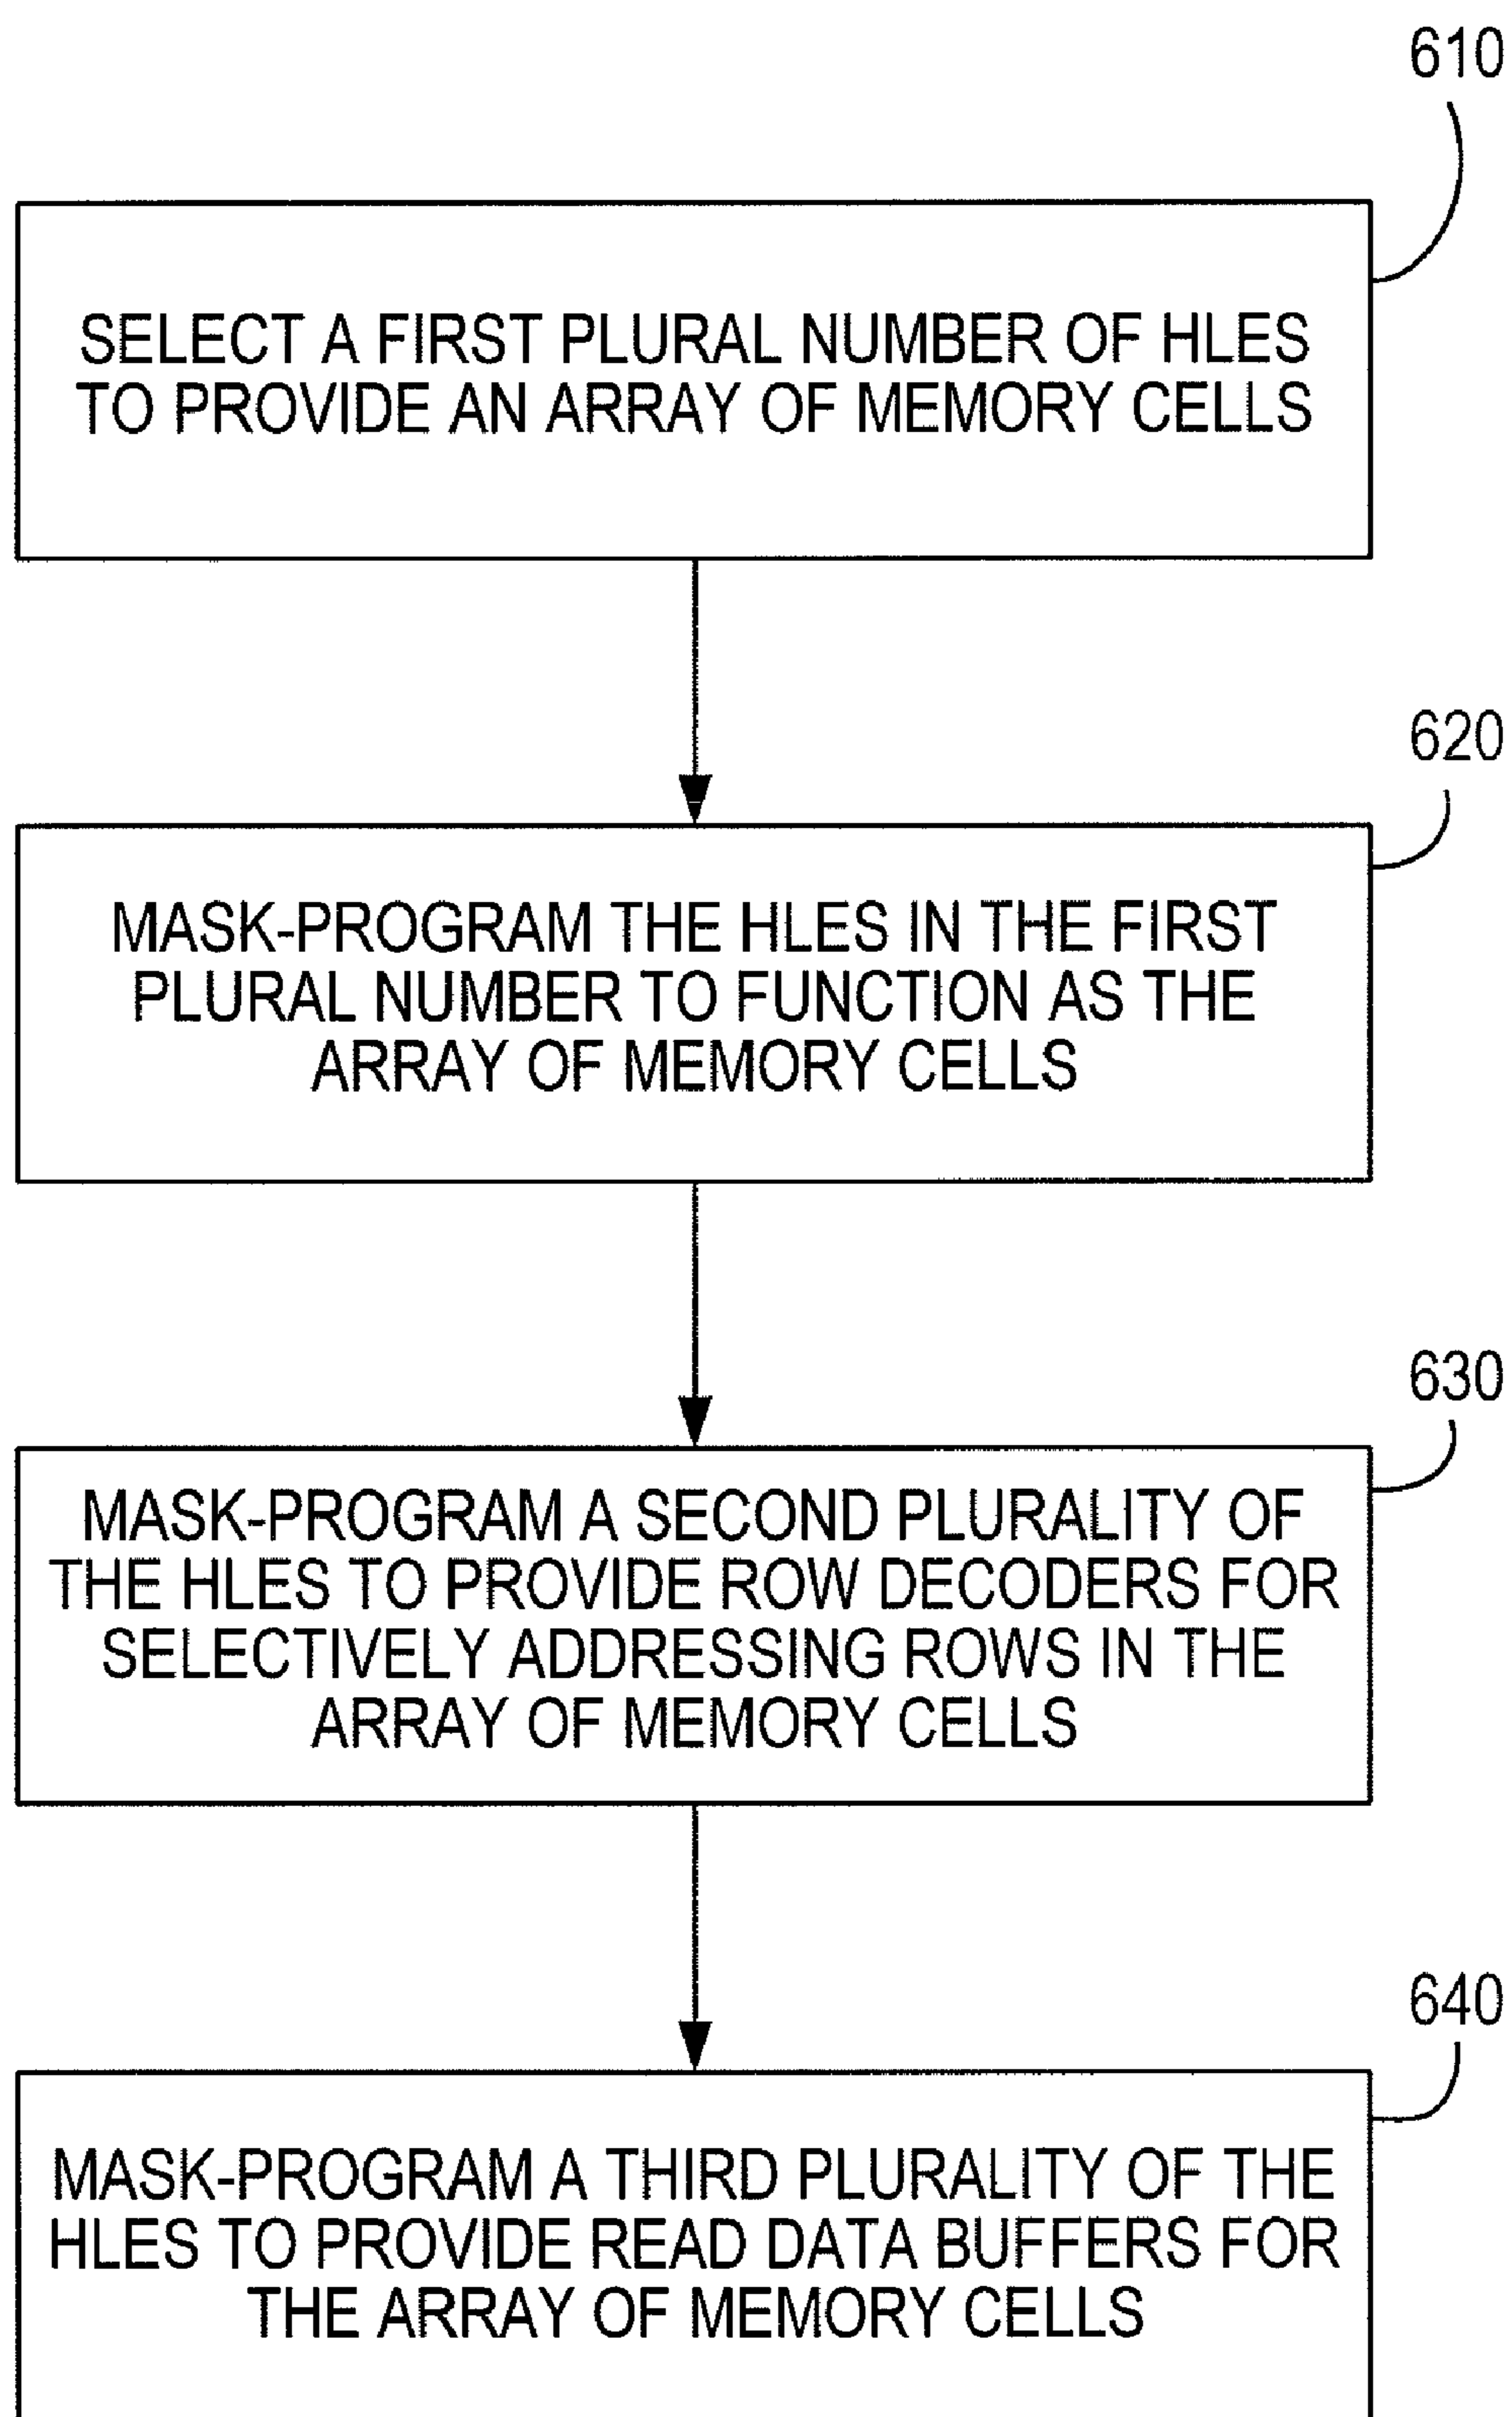 610
SELECT A FIRST PLURAL NUMBER OF HLES
TO PROVIDE AN ARRAY OF MEMORY CELLS
620
MASK-PROGRAM THE HLES IN THE FIRST
PLURAL NUMBER TO FUNCTION AS THE
ARRAY OF MEMORY CELLS
630
MASK-PROGRAM A SECOND PLURALITY OF
THE HLES TO PROVIDE ROW DECODERS FOR
SELECTIVELY ADDRESSING ROWS IN THE
ARRAY OF MEMORY CELLS
640
MASK-PROGRAM A THIRD PLURALITY OF THE
HLES TO PROVIDE READ DATA BUFFERS FOR
THE ARRAY OF MEMORY CELLS